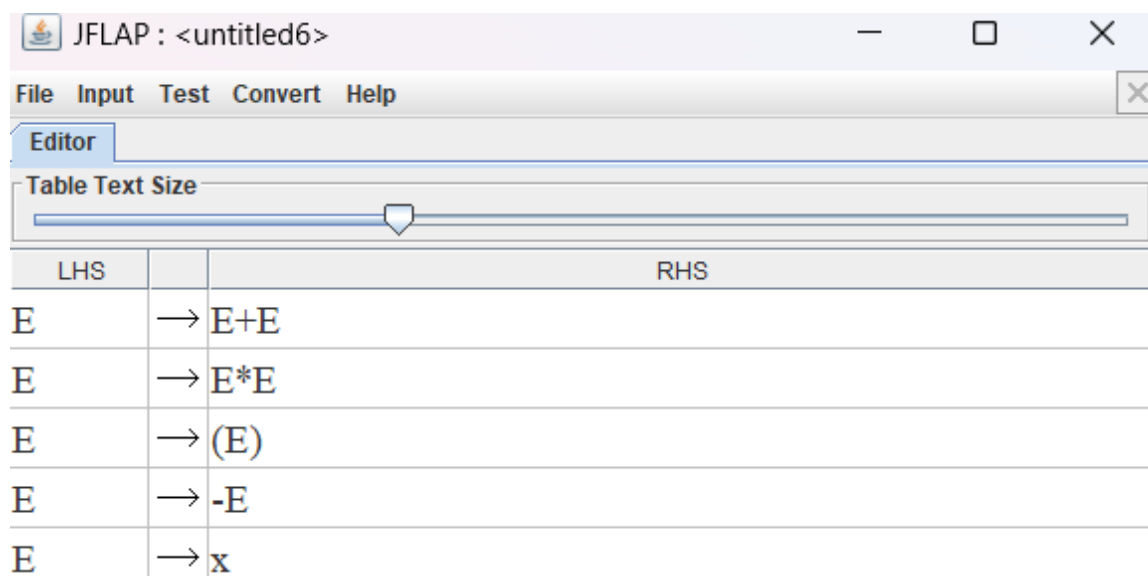 JFLAP : <untitled6>
File Input Test Convert Help
Editor
Table Text Size
LHS RHS
E → E+E
E → E*E
E → (E)
E → -E
E → x